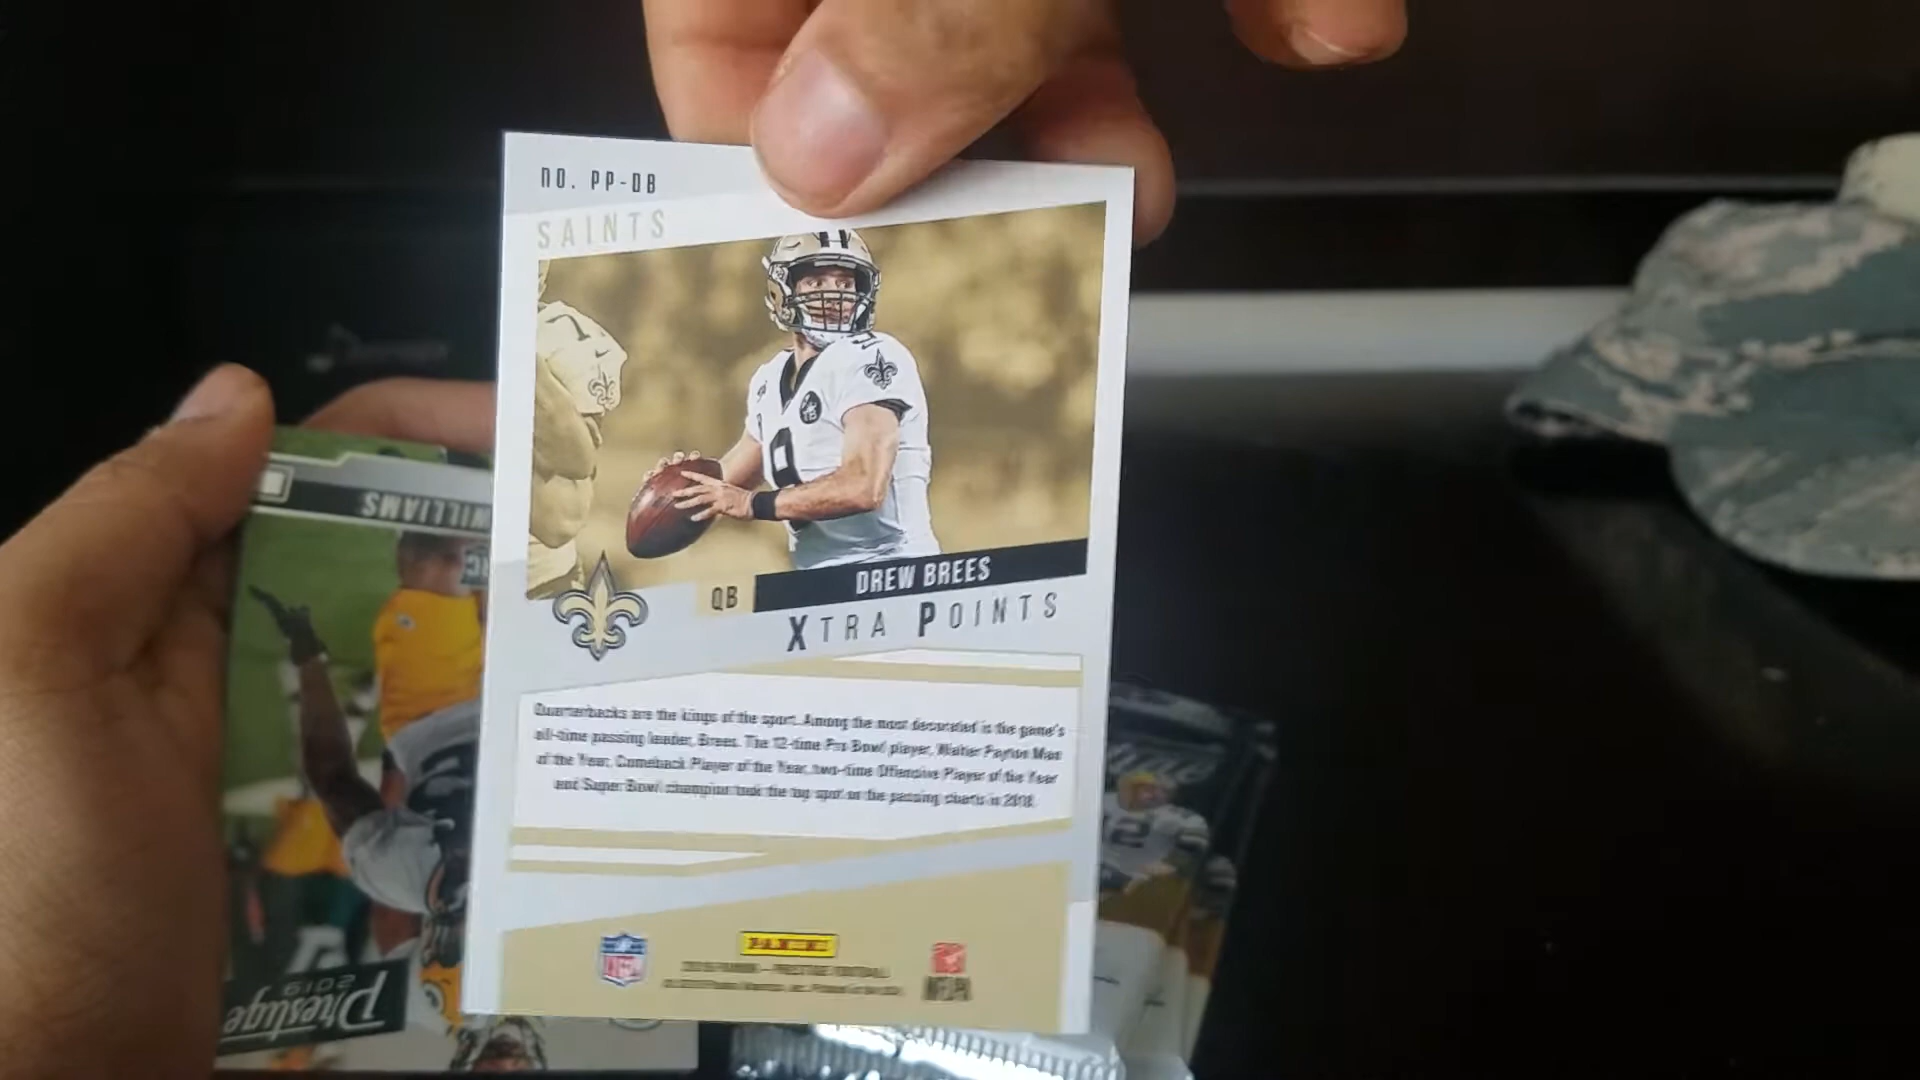 NO. PP-DB
SAINTS
9
QB
DREW BREES
XTRA POINTS
Quarterbacks are the kings of the sport. Among the most decorated is the game's
all-time passing leader, Brees. The 12-time Pro Bowl player, Walter Payton Man
of the Year, Comeback Player of the Year, two-time Offensive Player of the Year
and Super Bowl champion took the top spot on the passing charts in 2018.
NFL
PANINI
NFLPA
WILLIAMS
Prestige
2019
12